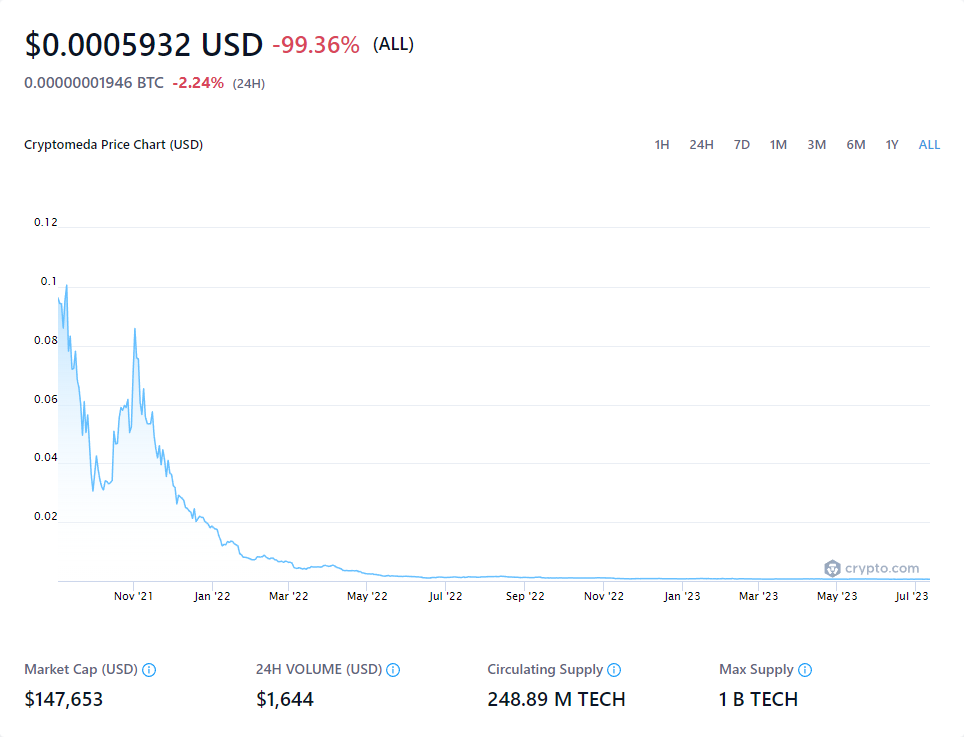 $0.0005932 USD -99.36% (ALL)
0.00000001946 BTC -2.24% (24H)
Cryptomeda Price Chart (USD) 1H 24H 7D 1M 3M 6M 1Y ALL
0.12
0.1
0.08
0.06
0.04
0.02
crypto.com
Nov '21 Jan '22 Mar '22 May '22 Jul '22 Sep '22 Nov '22 Jan '23 Mar '23 May '23 Jul '23
Market Cap (USD) 24H VOLUME (USD) Circulating Supply Max Supply
$147,653 $1,644 248.89 M TECH 1 B TECH